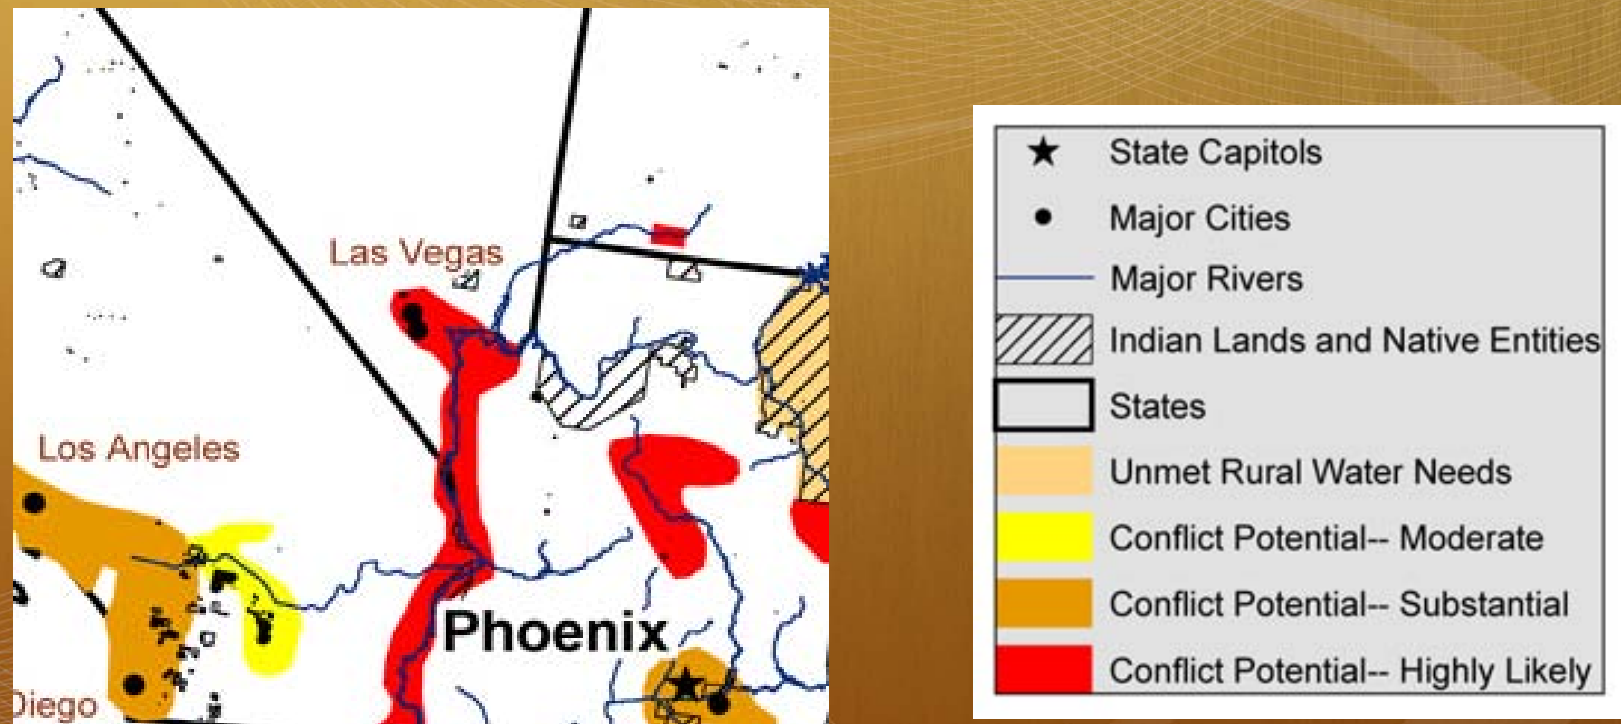 Las Vegas
Los Angeles
Phoenix
Diego
State Capitols
Major Cities
Major Rivers
Indian Lands and Native Entities
States
Unmet Rural Water Needs
Conflict Potential-- Moderate
Conflict Potential-- Substantial
Conflict Potential-- Highly Likely